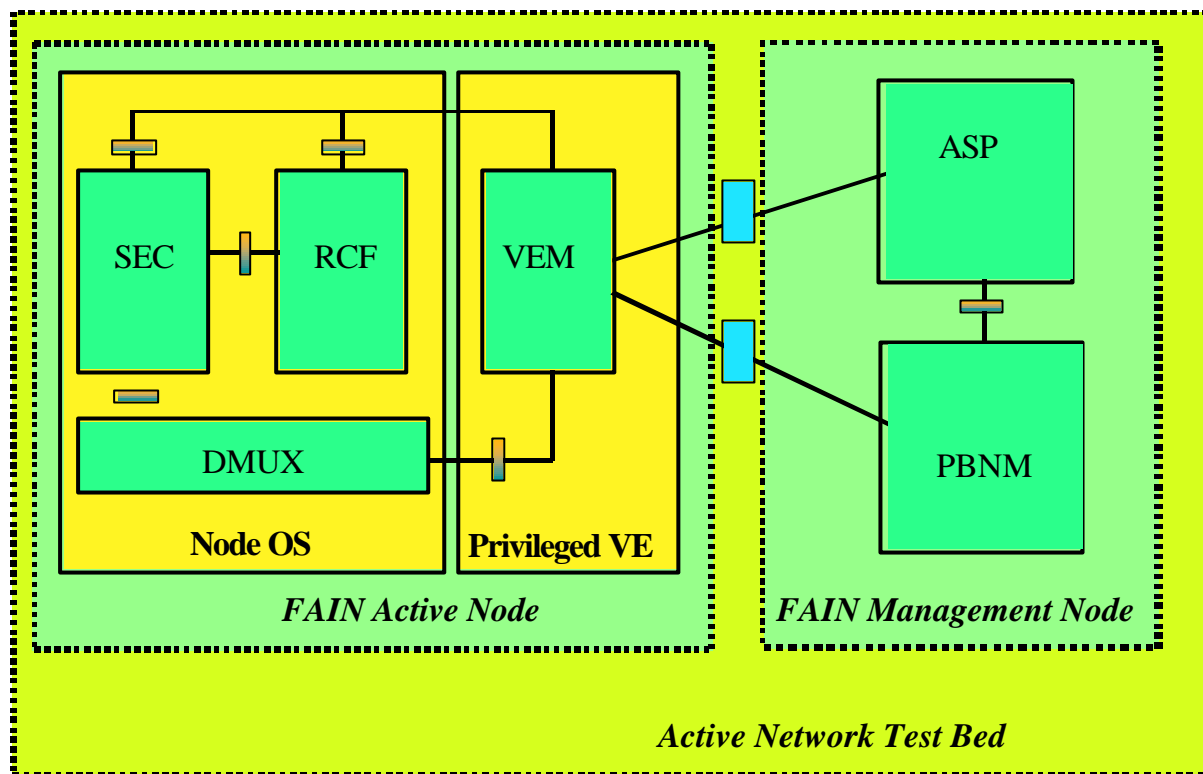 ASP
SEC
RCF
VEM
DMUX
PBNM
Node OS
Privileged VE
FAIN Active Node
FAIN Management Node
Active Network Test Bed